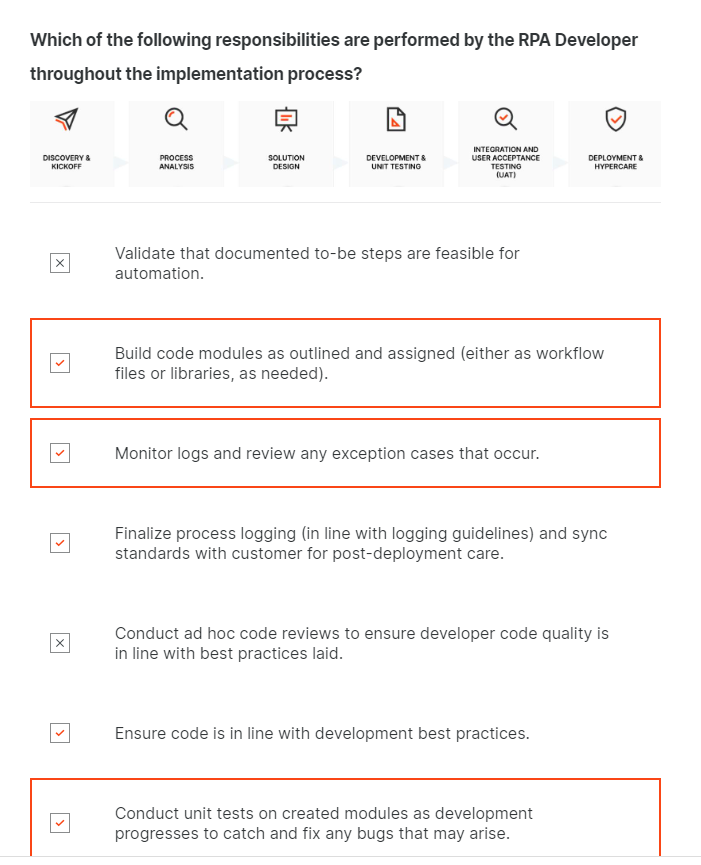 Which of the following responsibilities are performed by the RPA Developer
throughout the implementation process?
DISCOVERY &
KICKOFF
PROCESS
ANALYSIS
SOLUTION
DESIGN
DEVELOPMENT &
UNIT TESTING
INTEGRATION AND
USER ACCEPTANCE
TESTING
(UAT)
DEPLOYMENT &
HYPERCARE
Validate that documented to-be steps are feasible for
automation.
Build code modules as outlined and assigned (either as workflow
files or libraries, as needed).
Monitor logs and review any exception cases that occur.
Finalize process logging (in line with logging guidelines) and sync
standards with customer for post-deployment care.
Conduct ad hoc code reviews to ensure developer code quality is
in line with best practices laid.
Ensure code is in line with development best practices.
Conduct unit tests on created modules as development
progresses to catch and fix any bugs that may arise.